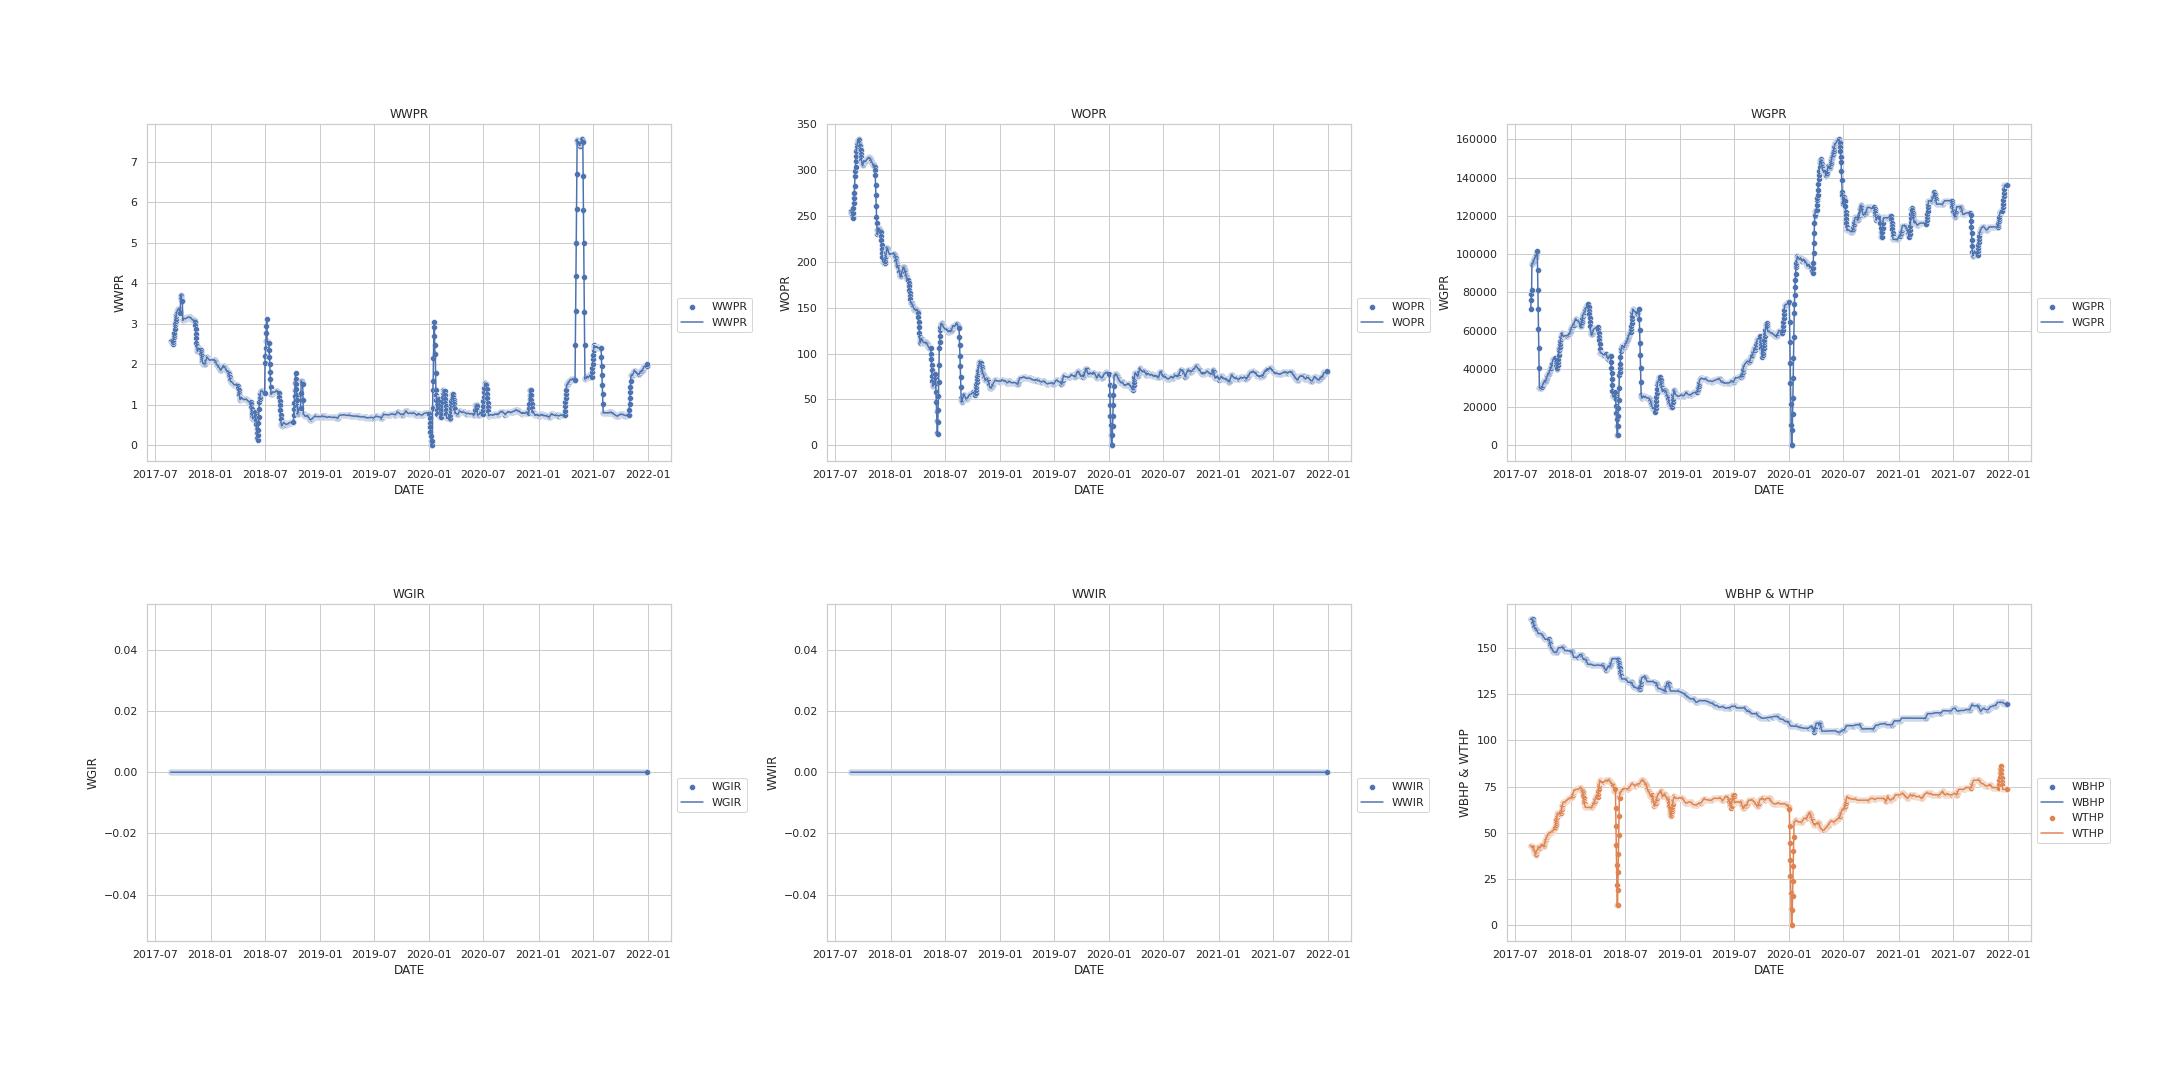 WWPR
WWPR
7
6
5
4
3
2
1
0
2017-07 2018-01 2018-07 2019-01 2019-07 2020-01 2020-07 2021-01 2021-07 2022-01
DATE
WWPR
WWPR
WOPR
WOPR
350
300
250
200
150
100
50
0
2017-07 2018-01 2018-07 2019-01 2019-07 2020-01 2020-07 2021-01 2021-07 2022-01
DATE
WOPR
WOPR
WGPR
WGPR
160000
140000
120000
100000
80000
60000
40000
20000
0
2017-07 2018-01 2018-07 2019-01 2019-07 2020-01 2020-07 2021-01 2021-07 2022-01
DATE
WGPR
WGPR
WGIR
WGIR
0.04
0.02
0.00
−0.02
−0.04
2017-07 2018-01 2018-07 2019-01 2019-07 2020-01 2020-07 2021-01 2021-07 2022-01
DATE
WGIR
WGIR
WWIR
WWIR
0.04
0.02
0.00
−0.02
−0.04
2017-07 2018-01 2018-07 2019-01 2019-07 2020-01 2020-07 2021-01 2021-07 2022-01
DATE
WWIR
WWIR
WBHP & WTHP
WBHP & WTHP
150
125
100
75
50
25
0
2017-07 2018-01 2018-07 2019-01 2019-07 2020-01 2020-07 2021-01 2021-07 2022-01
DATE
WBHP
WBHP
WTHP
WTHP